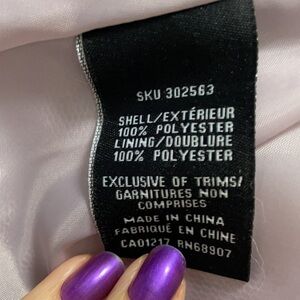 SKU 302563
SHELL/EXTÉRIEUR
100% POLYESTER
LINING/DOUBLURE
100% POLYESTER
EXCLUSIVE OF TRIMS/
GARNITURES NON
COMPRISES
MADE IN CHINA
FABRIQUÉ EN CHINE
CA01217 RN68907